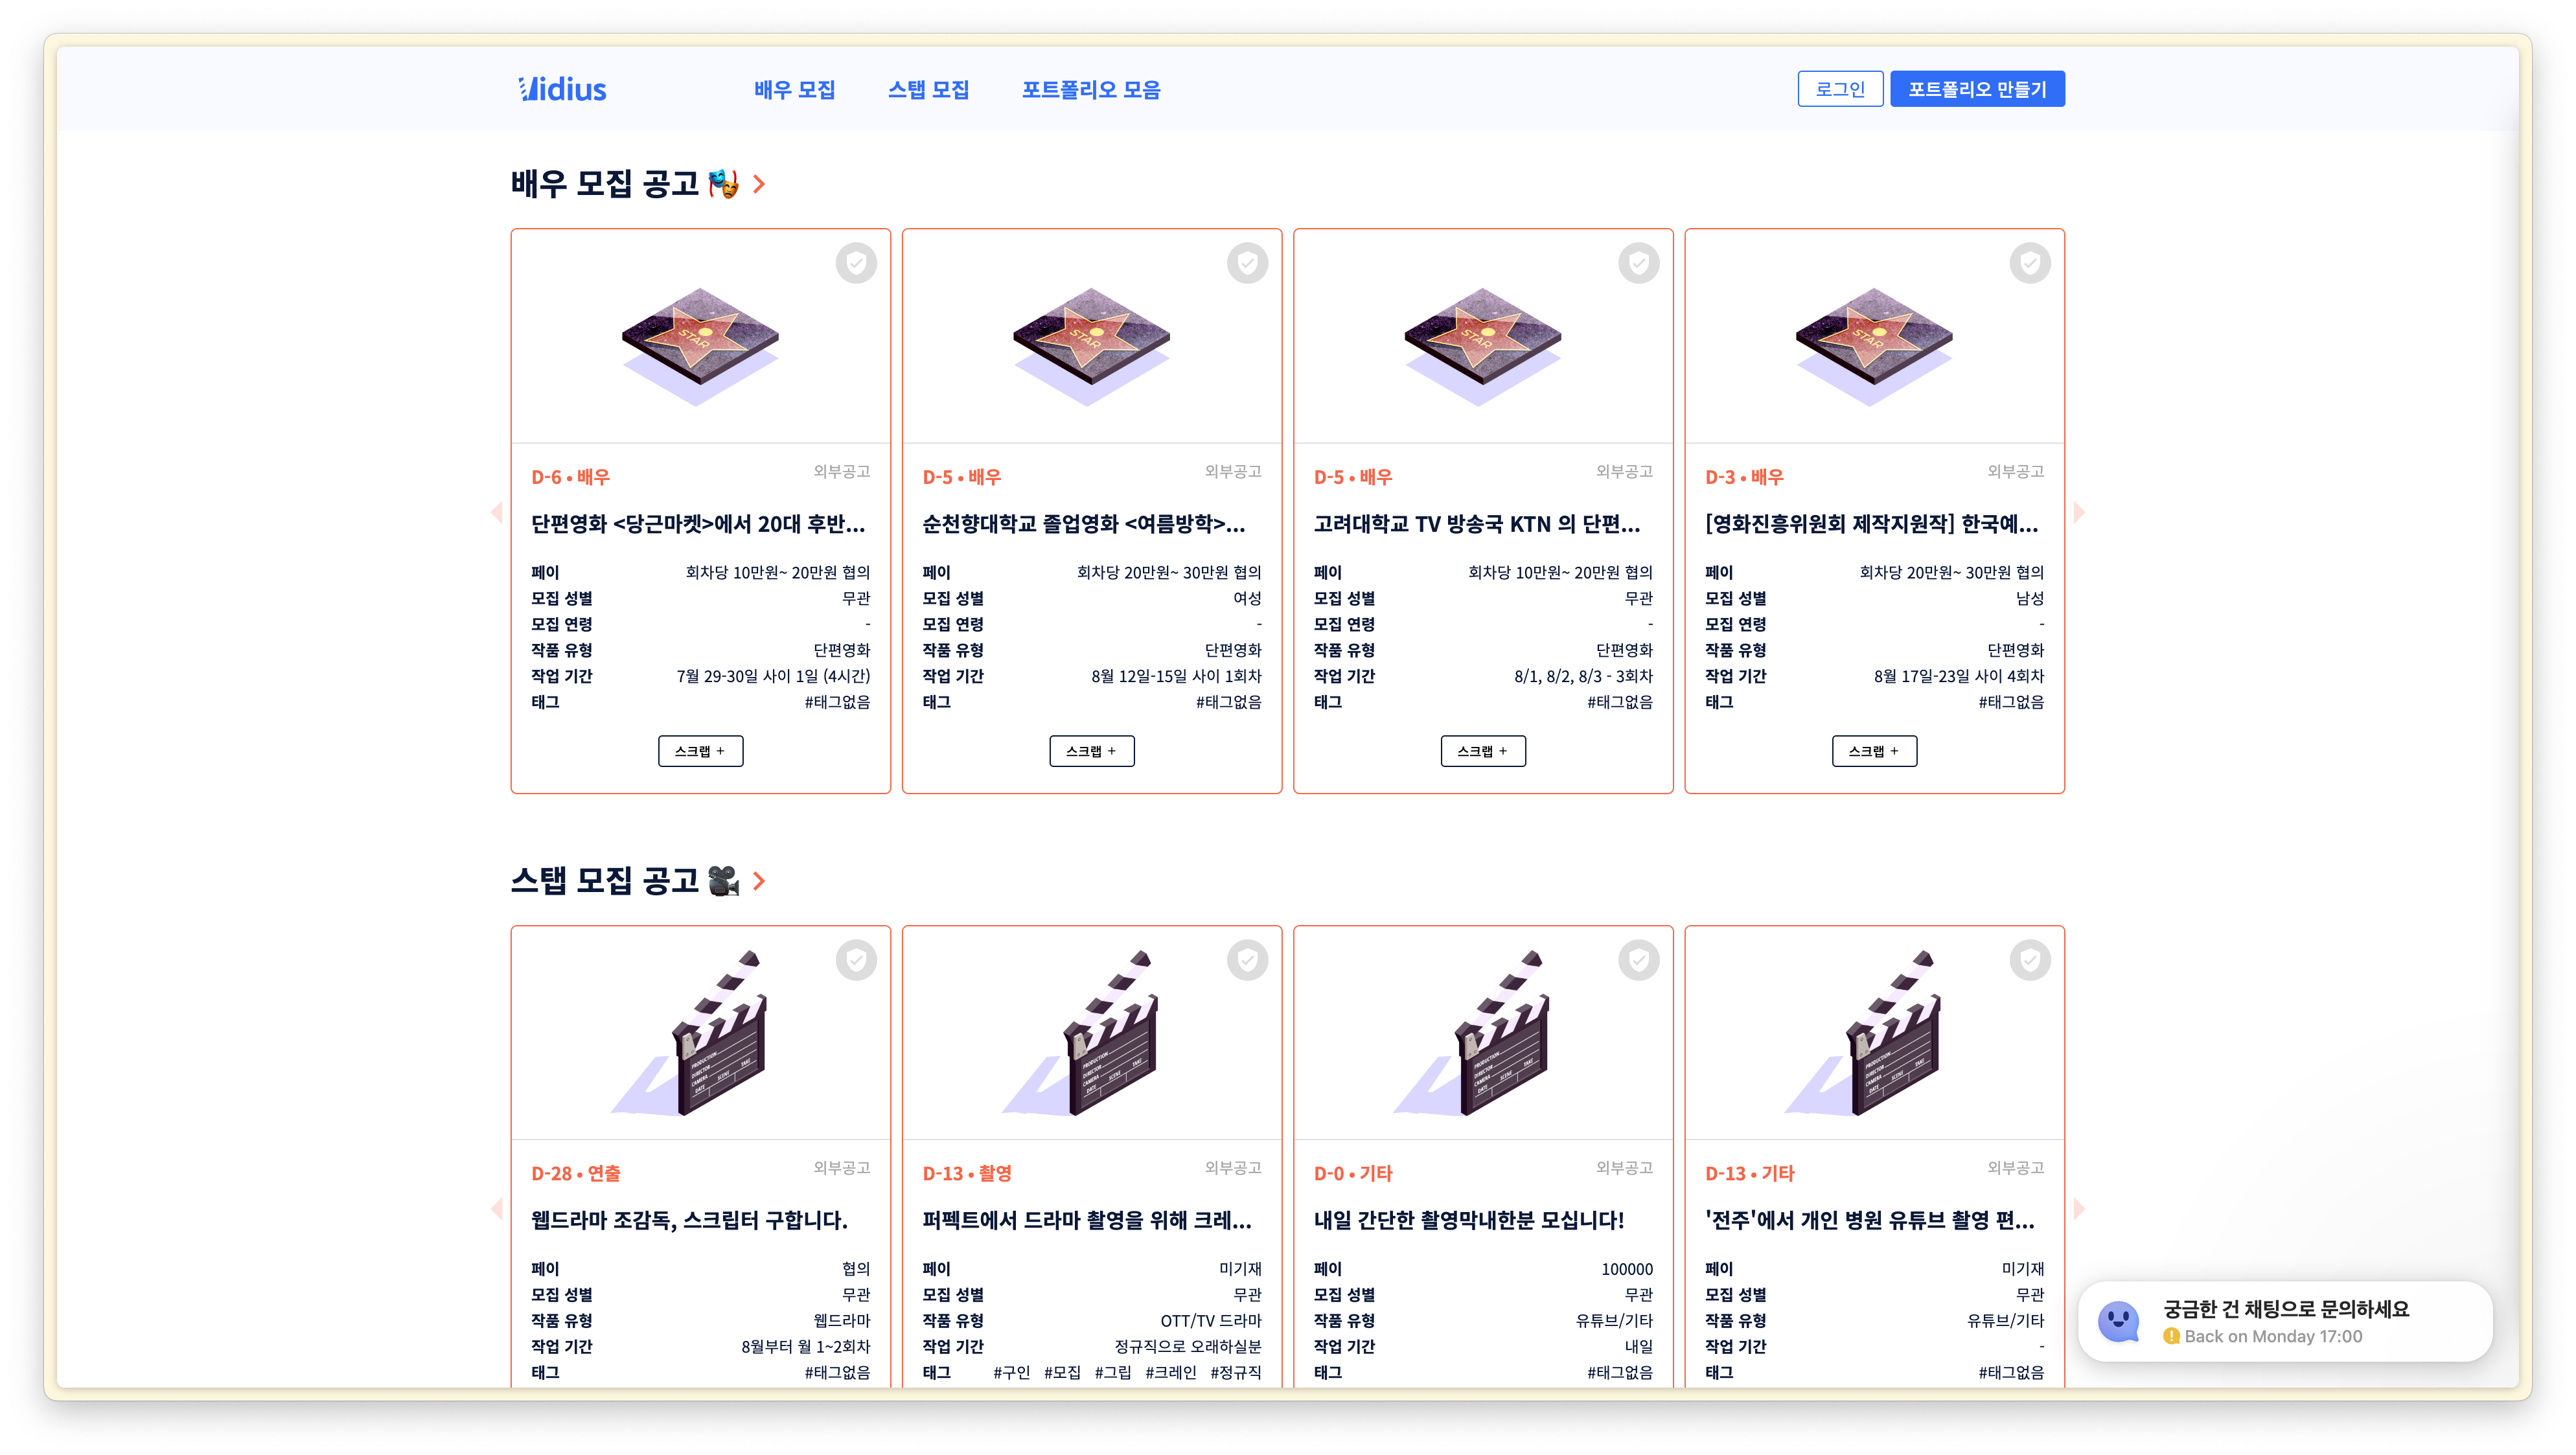 Vidius
배우 모집 스탭 모집 포트폴리오 모음 로그인 포트폴리오 만들기
배우 모집 공고
STAR STAR STAR STAR
D-6 • 배우 외부공고
단편영화 <당근마켓>에서 20대 후반...
페이 회차당 10만원~ 20만원 협의
모집 성별 무관
모집 연령 -
작품 유형 단편영화
작업 기간 7월 29-30일 사이 1일 (4시간)
태그 #태그없음
스크랩 +
D-5 • 배우 외부공고
순천향대학교 졸업영화 <여름방학>...
페이 회차당 20만원~ 30만원 협의
모집 성별 여성
모집 연령 -
작품 유형 단편영화
작업 기간 8월 12일-15일 사이 1회차
태그 #태그없음
스크랩 +
D-5 • 배우 외부공고
고려대학교 TV 방송국 KTN 의 단편...
페이 회차당 10만원~ 20만원 협의
모집 성별 무관
모집 연령 -
작품 유형 단편영화
작업 기간 8/1, 8/2, 8/3 - 3회차
태그 #태그없음
스크랩 +
D-3 • 배우 외부공고
[영화진흥위원회 제작지원작] 한국예...
페이 회차당 20만원~ 30만원 협의
모집 성별 남성
모집 연령 -
작품 유형 단편영화
작업 기간 8월 17일-23일 사이 4회차
태그 #태그없음
스크랩 +
스탭 모집 공고
PRODUCTION
DIRECTOR
CAMERA
DATE SCENE TAKE
PRODUCTION
DIRECTOR
CAMERA
DATE SCENE TAKE
PRODUCTION
DIRECTOR
CAMERA
DATE SCENE TAKE
PRODUCTION
DIRECTOR
CAMERA
DATE SCENE TAKE
D-28 • 연출 외부공고
웹드라마 조감독, 스크립터 구합니다.
페이 협의
모집 성별 무관
작품 유형 웹드라마
작업 기간 8월부터 월 1~2회차
태그 #태그없음
D-13 • 촬영 외부공고
퍼펙트에서 드라마 촬영을 위해 크레...
페이 미기재
모집 성별 무관
작품 유형 OTT/TV 드라마
작업 기간 정규직으로 오래하실분
태그 #구인 #모집 #그립 #크레인 #정규직
D-0 • 기타 외부공고
내일 간단한 촬영막내한분 모십니다!
페이 100000
모집 성별 무관
작품 유형 유튜브/기타
작업 기간 내일
태그 #태그없음
D-13 • 기타 외부공고
'전주'에서 개인 병원 유튜브 촬영 편...
페이 미기재
모집 성별 무관
작품 유형 유튜브/기타
작업 기간 -
태그 #태그없음
궁금한 건 채팅으로 문의하세요
Back on Monday 17:00